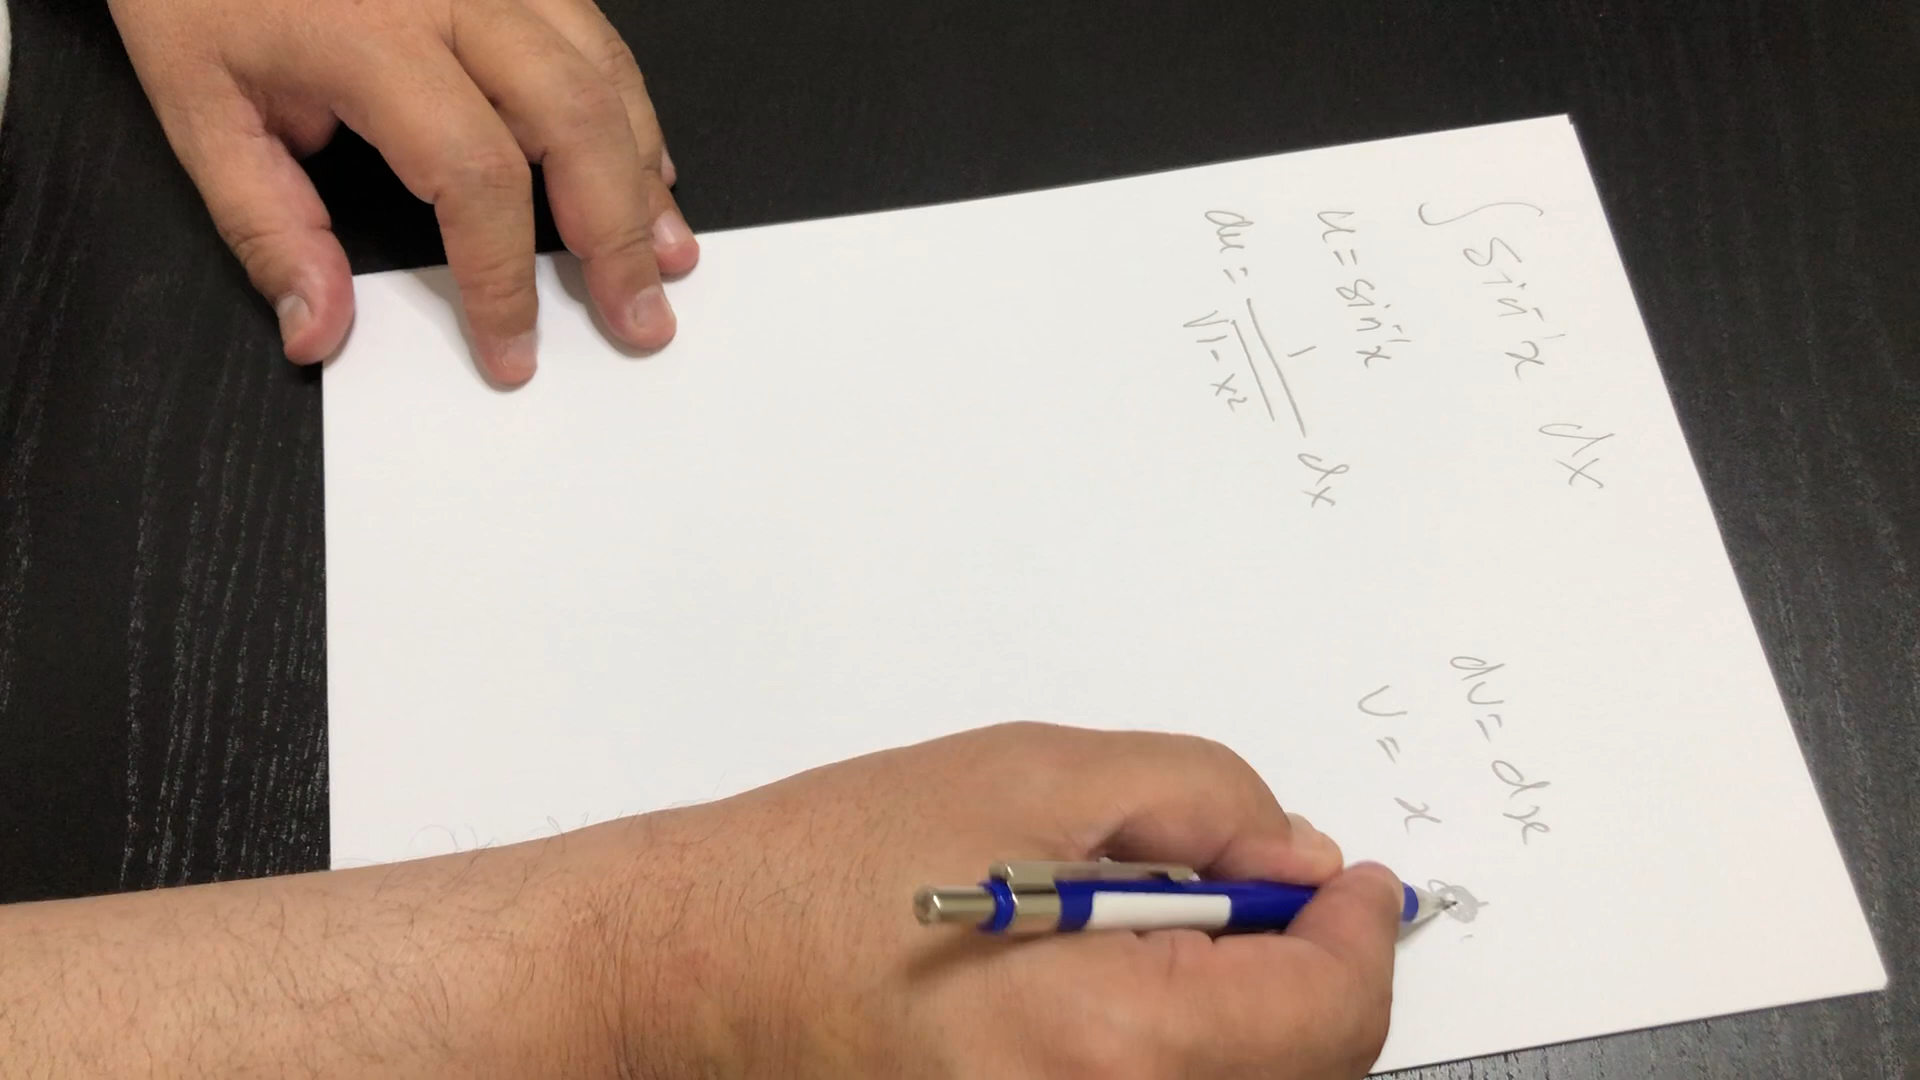 ∫ sin⁻¹x dx
u = sin⁻¹x
du = 1/√(1-x²) dx
dv = dx
v = x